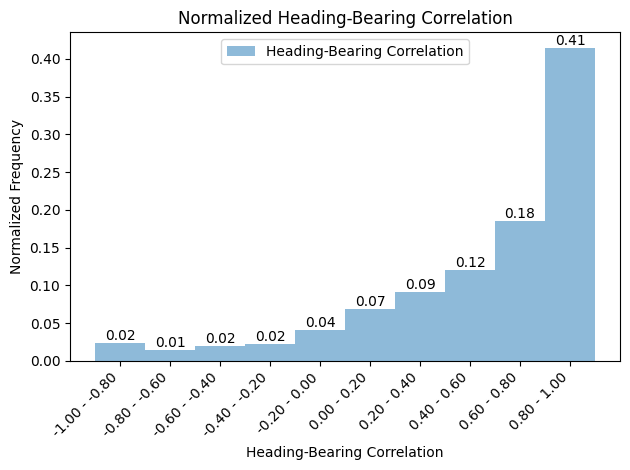 Normalized Heading-Bearing Correlation
Heading-Bearing Correlation
Normalized Frequency
0.40
0.35
0.30
0.25
0.20
0.15
0.10
0.05
0.00
0.02
0.01
0.02
0.02
0.04
0.07
0.09
0.12
0.18
0.41
-1.00 - -0.80
-0.80 - -0.60
-0.60 - -0.40
-0.40 - -0.20
-0.20 - 0.00
0.00 - 0.20
0.20 - 0.40
0.40 - 0.60
0.60 - 0.80
0.80 - 1.00
Heading-Bearing Correlation